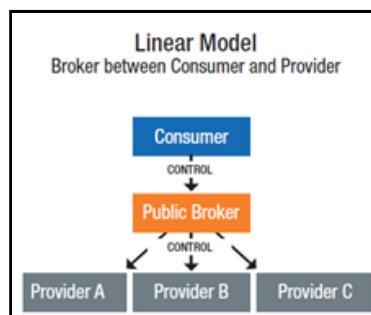 Linear Model
Broker between Consumer and Provider
Consumer
CONTROL
Public Broker
CONTROL
Provider A
Provider B
Provider C